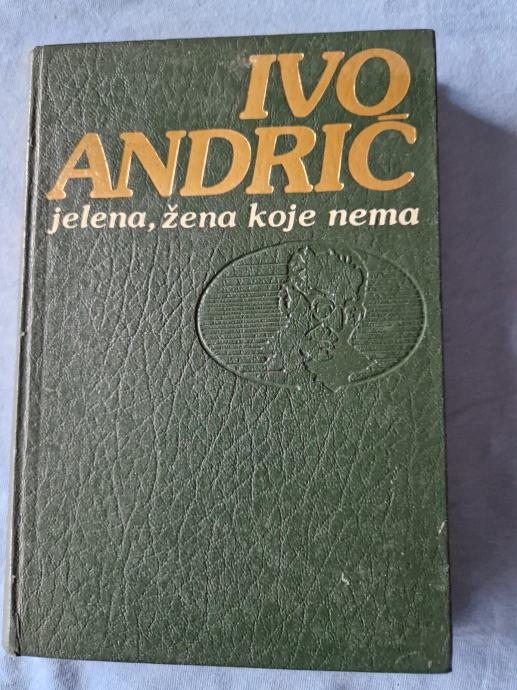 IVO
ANDRIĆ
jelena, žena koje nema